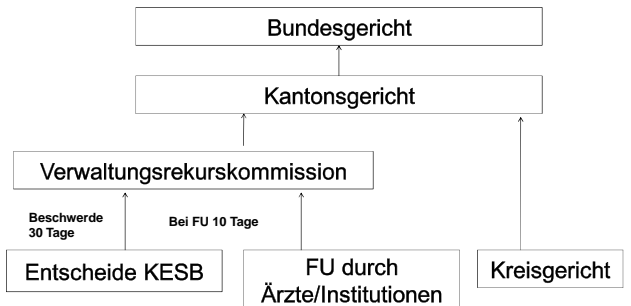 Bundesgericht
Kantonsgericht
Verwaltungsrekurskommission
Beschwerde
30 Tage
Bei FU 10 Tage
Entscheide KESB
FU durch
Ärzte/Institutionen
Kreisgericht